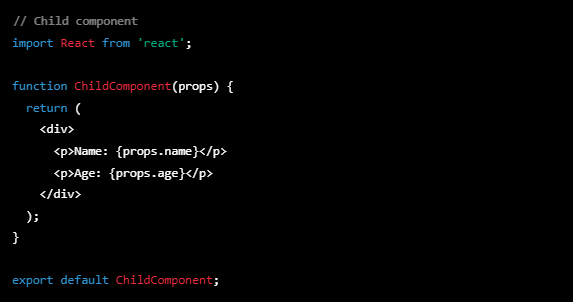 // Child component
import React from 'react';
function ChildComponent(props) {
return (
<div>
<p>Name: {props.name}</p>
<p>Age: {props.age}</p>
</div>
);
}
export default ChildComponent;